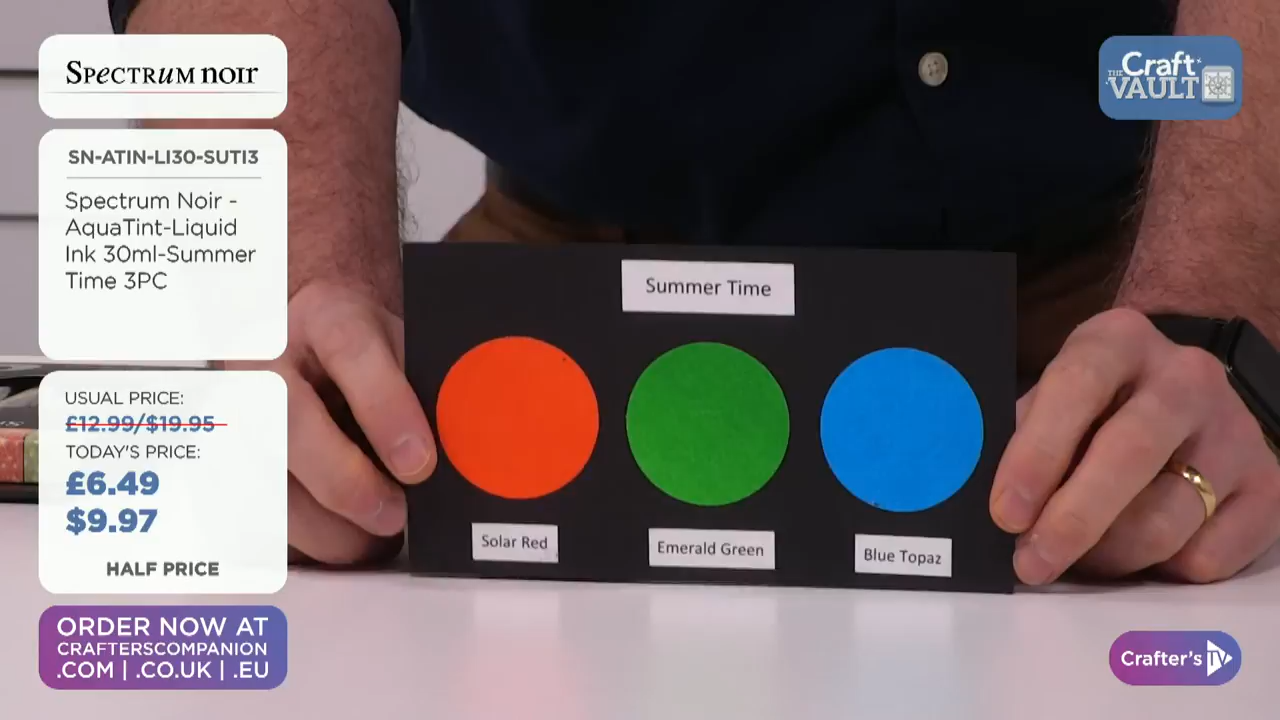 SPECTRUM noir
SN-ATIN-LI30-SUTI3
Spectrum Noir -
AquaTint-Liquid
Ink 30ml-Summer
Time 3PC
USUAL PRICE:
£12.99/$19.95
TODAY'S PRICE:
£6.49
$9.97
HALF PRICE
ORDER NOW AT
CRAFTERSCOMPANION
.COM | .CO.UK | .EU
THE Craft
VAULT
Summer Time
Solar Red
Emerald Green
Blue Topaz
Crafter's TV